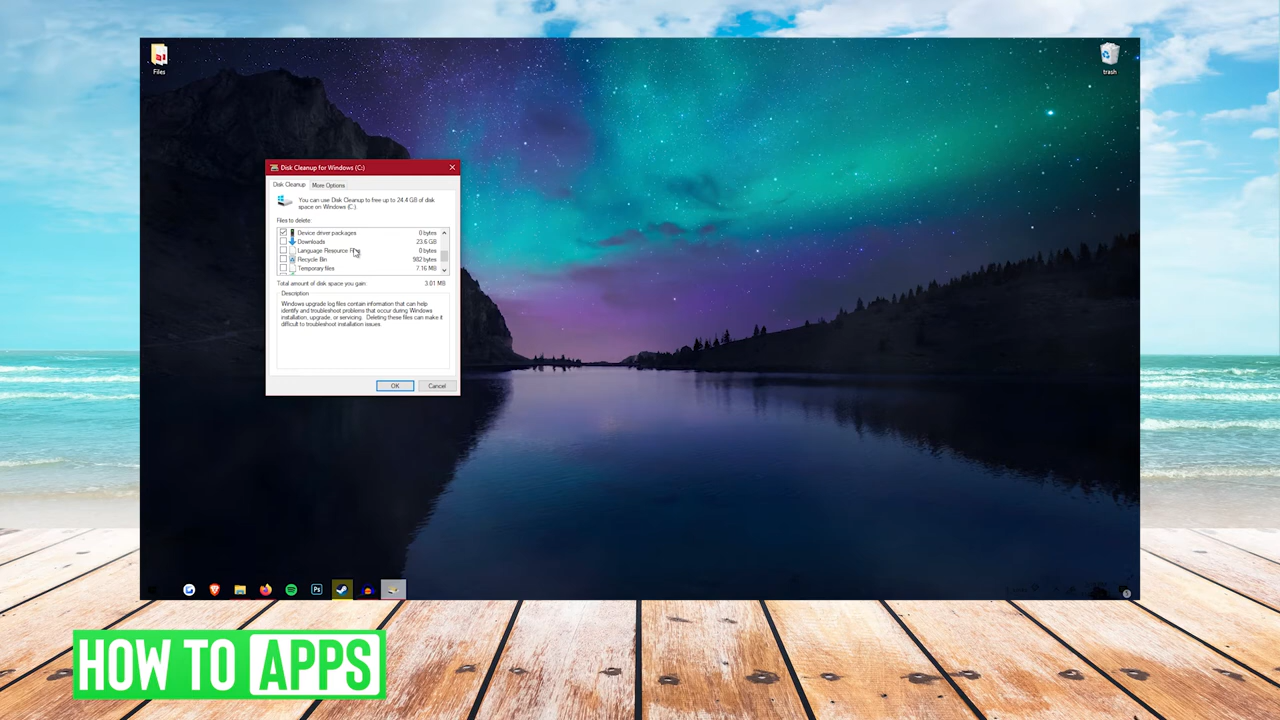 Files
trash
Disk Cleanup for Windows (C:)
Disk Cleanup
More Options
You can use Disk Cleanup to free up to 24.4 GB of disk
space on Windows (C:).
Files to delete:
Device driver packages 0 bytes
Downloads 23.6 GB
Language Resource Files 0 bytes
Recycle Bin 982 bytes
Temporary files 7.16 MB
Total amount of disk space you gain: 3.01 MB
Description
Windows upgrade log files contain information that can help
identify and troubleshoot problems that occur during Windows
installation, upgrade, or servicing. Deleting these files can make it
difficult to troubleshoot installation issues.
OK
Cancel
Ps
HOW TO APPS